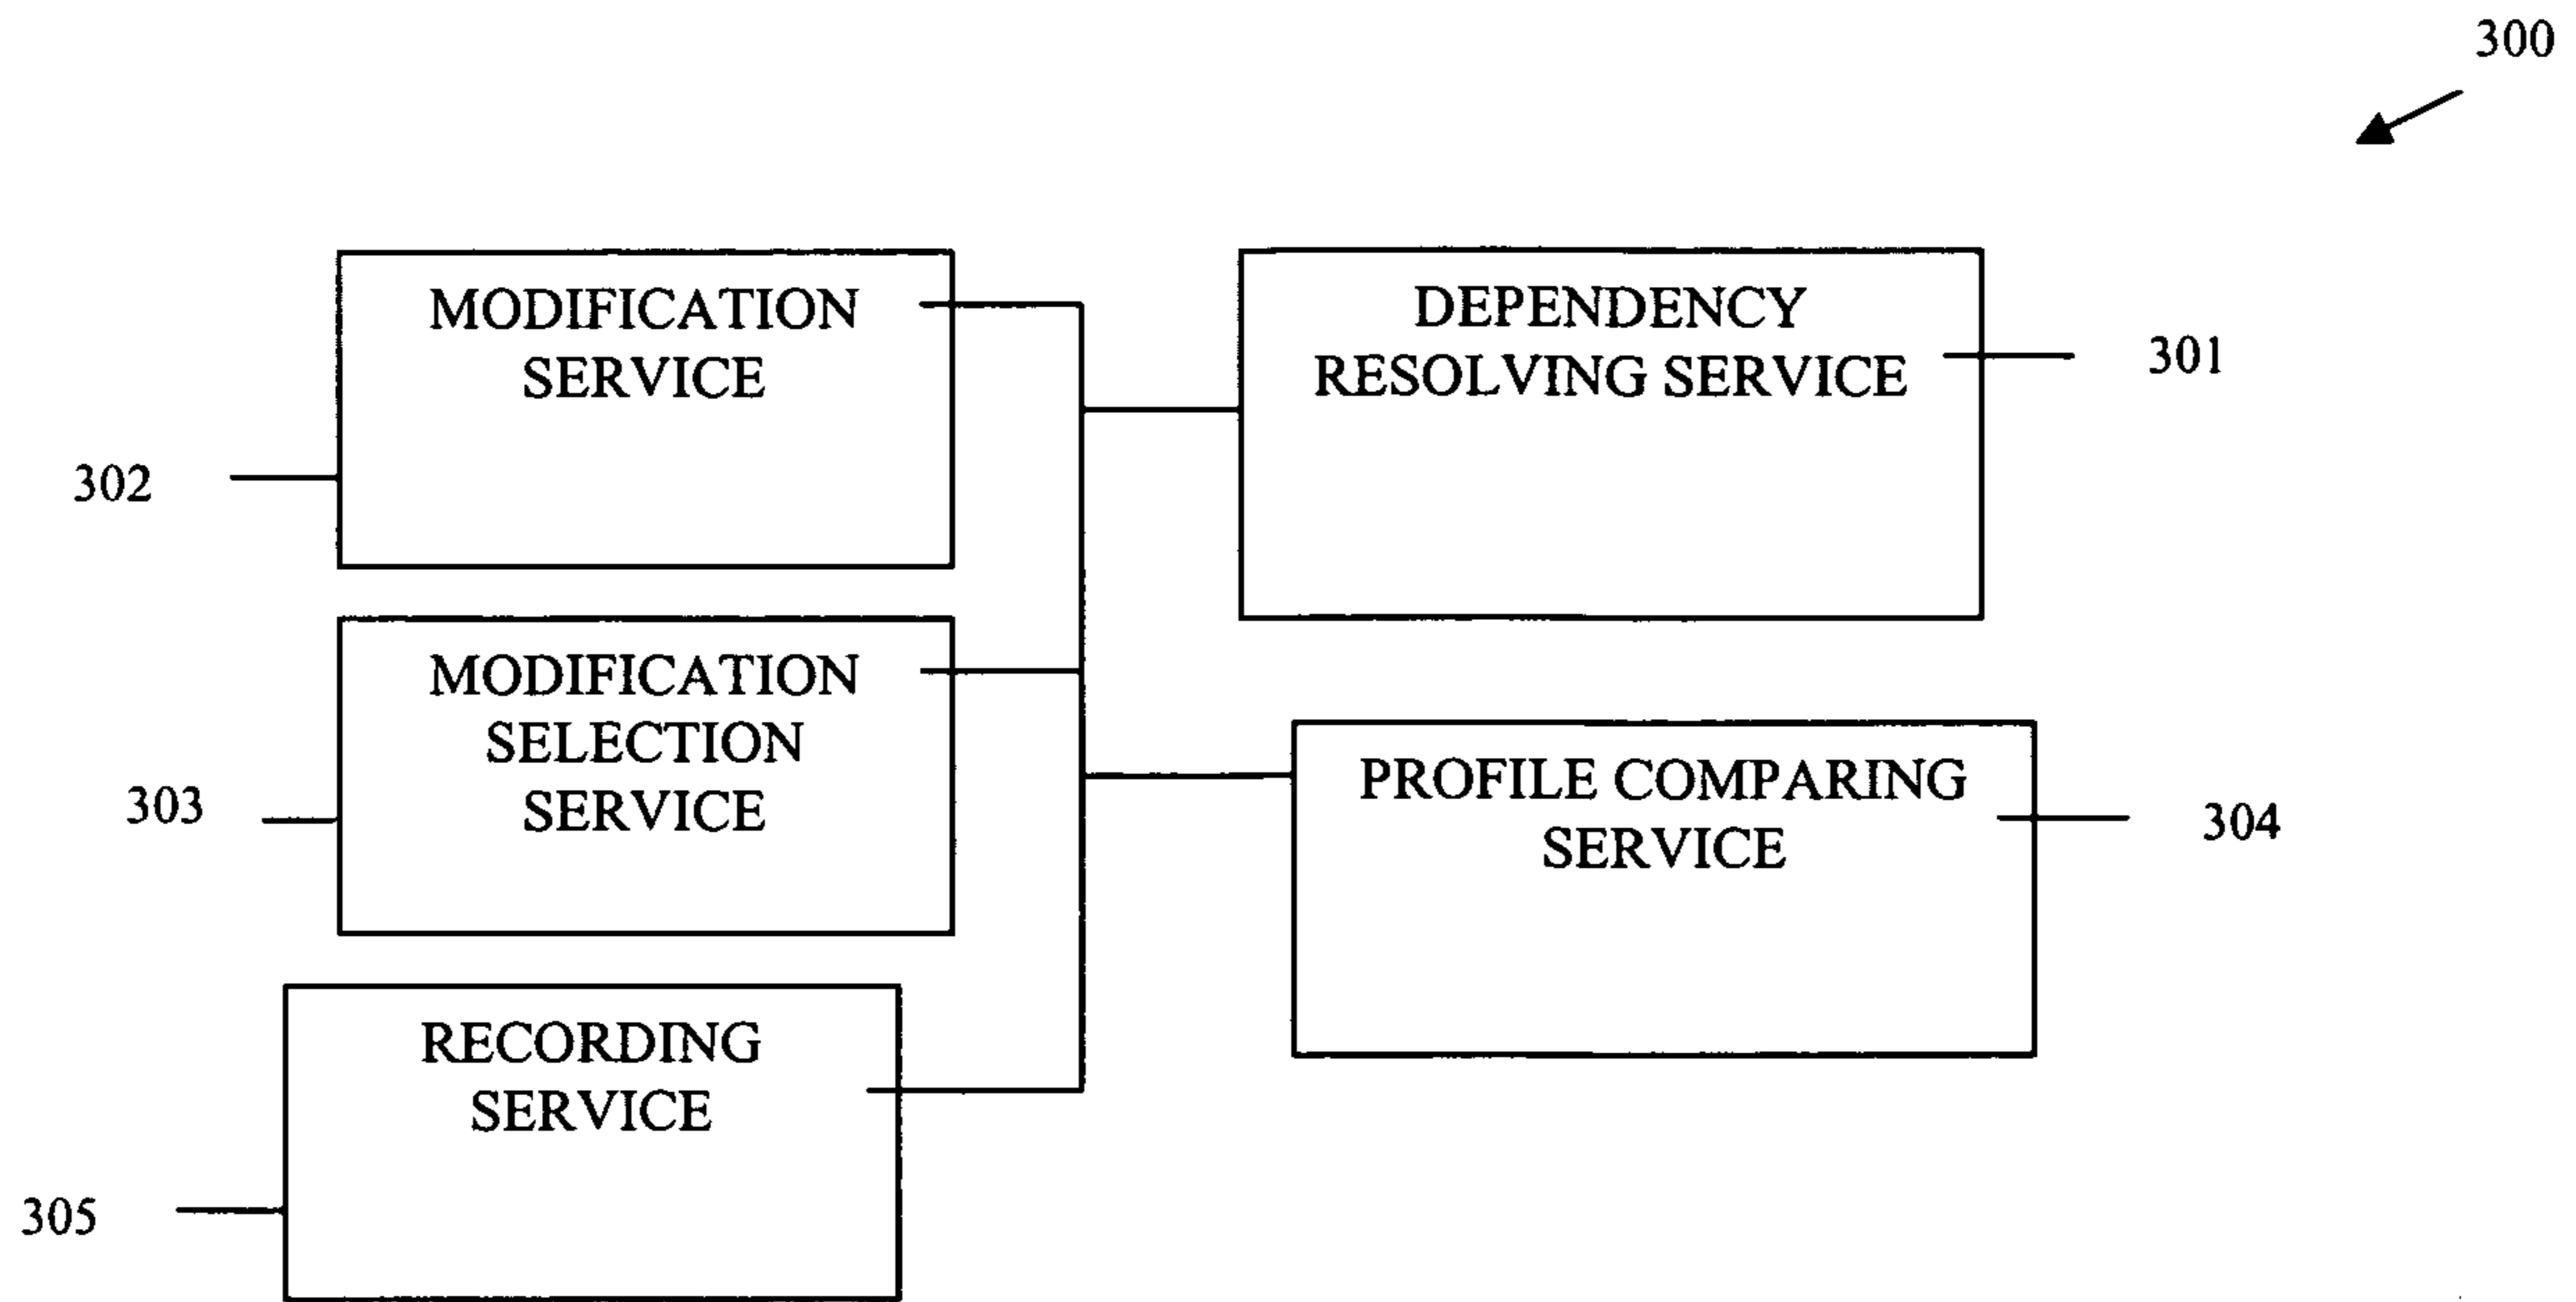 300
MODIFICATION
SERVICE
302
DEPENDENCY
RESOLVING SERVICE
301
MODIFICATION
SELECTION
SERVICE
303
PROFILE COMPARING
SERVICE
304
RECORDING
SERVICE
305